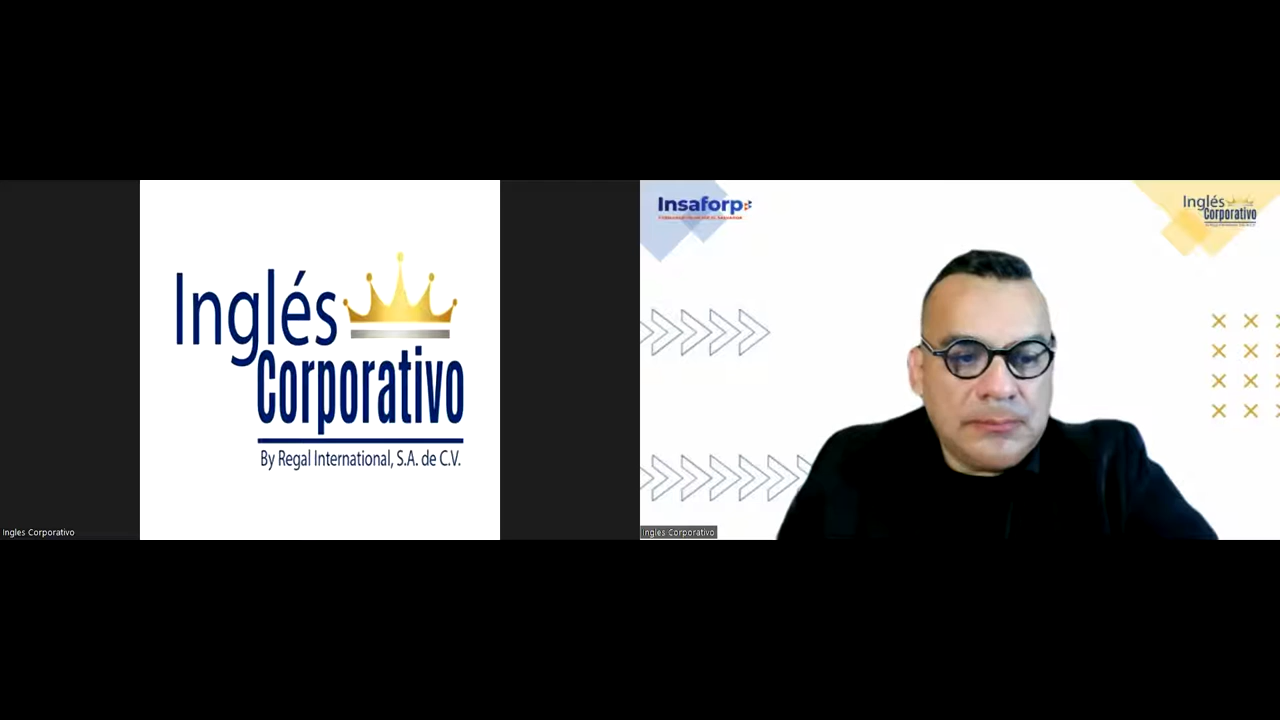 Inglés
Corporativo
By Regal International, S.A. de C.V.
Ingles Corporativo
Insaforp
Inglés
Corporativo
Ingles Corporativo